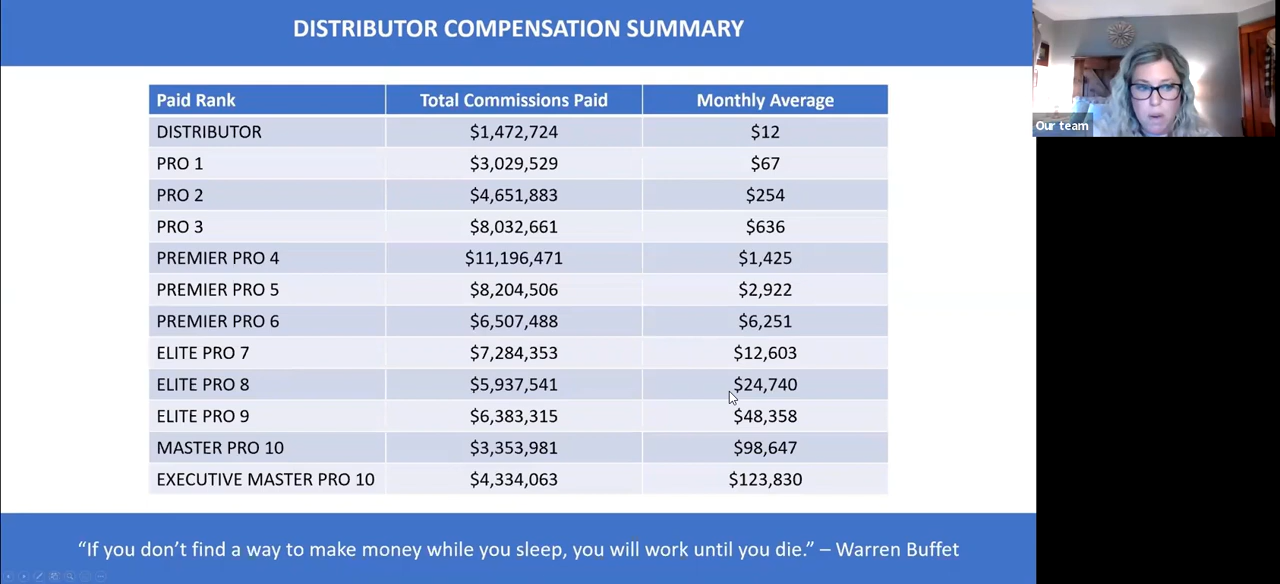 DISTRIBUTOR COMPENSATION SUMMARY
Our team
Paid Rank Total Commissions Paid Monthly Average
DISTRIBUTOR $1,472,724 $12
PRO 1 $3,029,529 $67
PRO 2 $4,651,883 $254
PRO 3 $8,032,661 $636
PREMIER PRO 4 $11,196,471 $1,425
PREMIER PRO 5 $8,204,506 $2,922
PREMIER PRO 6 $6,507,488 $6,251
ELITE PRO 7 $7,284,353 $12,603
ELITE PRO 8 $5,937,541 $24,740
ELITE PRO 9 $6,383,315 $48,358
MASTER PRO 10 $3,353,981 $98,647
EXECUTIVE MASTER PRO 10 $4,334,063 $123,830
“If you don’t find a way to make money while you sleep, you will work until you die.” – Warren Buffet